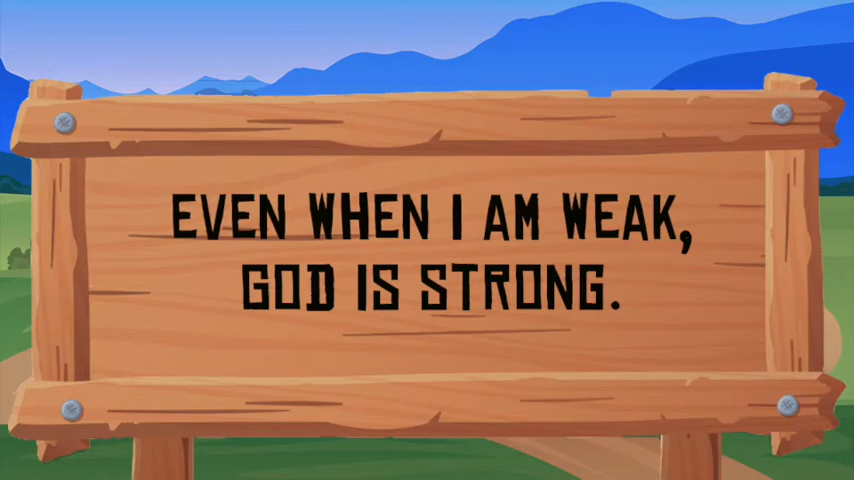 EVEN WHEN I AM WEAK,
GOD IS STRONG.